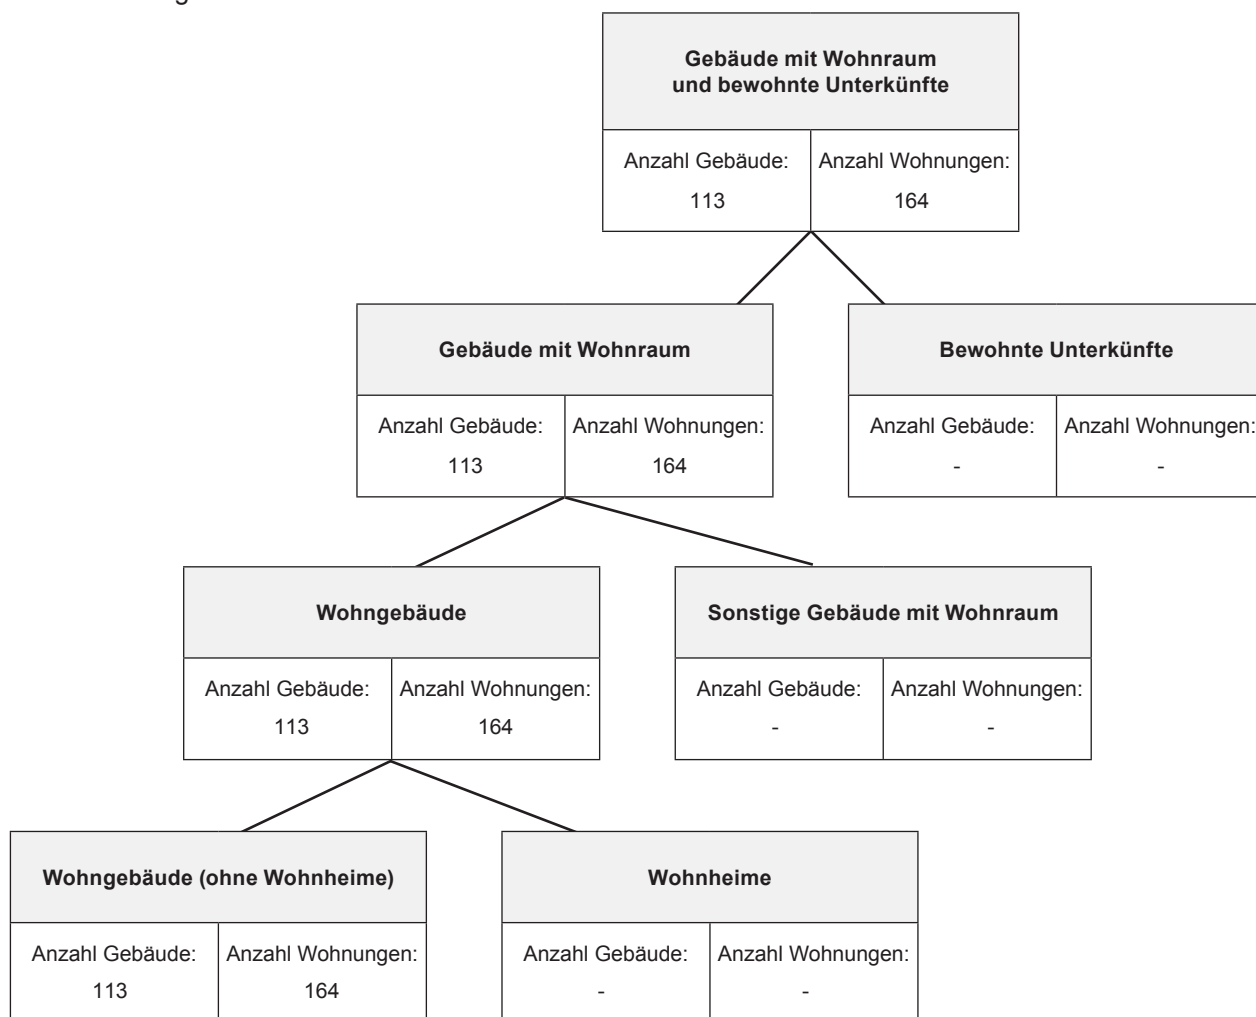 Gebäude mit Wohnraum
und bewohnte Unterkünfte
Anzahl Gebäude: Anzahl Wohnungen:
113 164
Gebäude mit Wohnraum Bewohnte Unterkünfte
Anzahl Gebäude: Anzahl Wohnungen: Anzahl Gebäude: Anzahl Wohnungen:
113 164 - -
Wohngebäude Sonstige Gebäude mit Wohnraum
Anzahl Gebäude: Anzahl Wohnungen: Anzahl Gebäude: Anzahl Wohnungen:
113 164 - -
Wohngebäude (ohne Wohnheime) Wohnheime
Anzahl Gebäude: Anzahl Wohnungen: Anzahl Gebäude: Anzahl Wohnungen:
113 164 - -